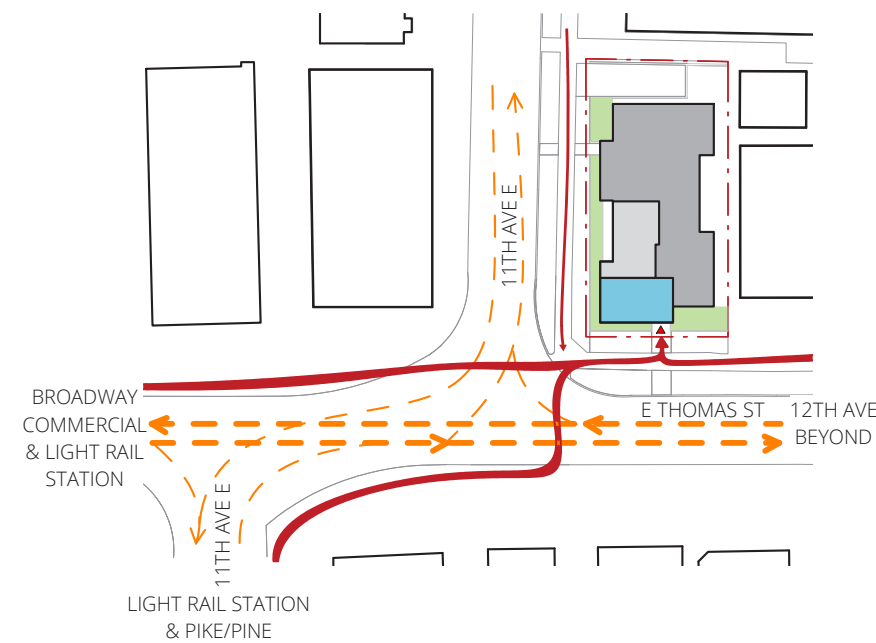 11TH AVE E
BROADWAY
COMMERCIAL
& LIGHT RAIL
STATION
E THOMAS ST
12TH AVE
BEYOND
11TH AVE E
LIGHT RAIL STATION
& PIKE/PINE